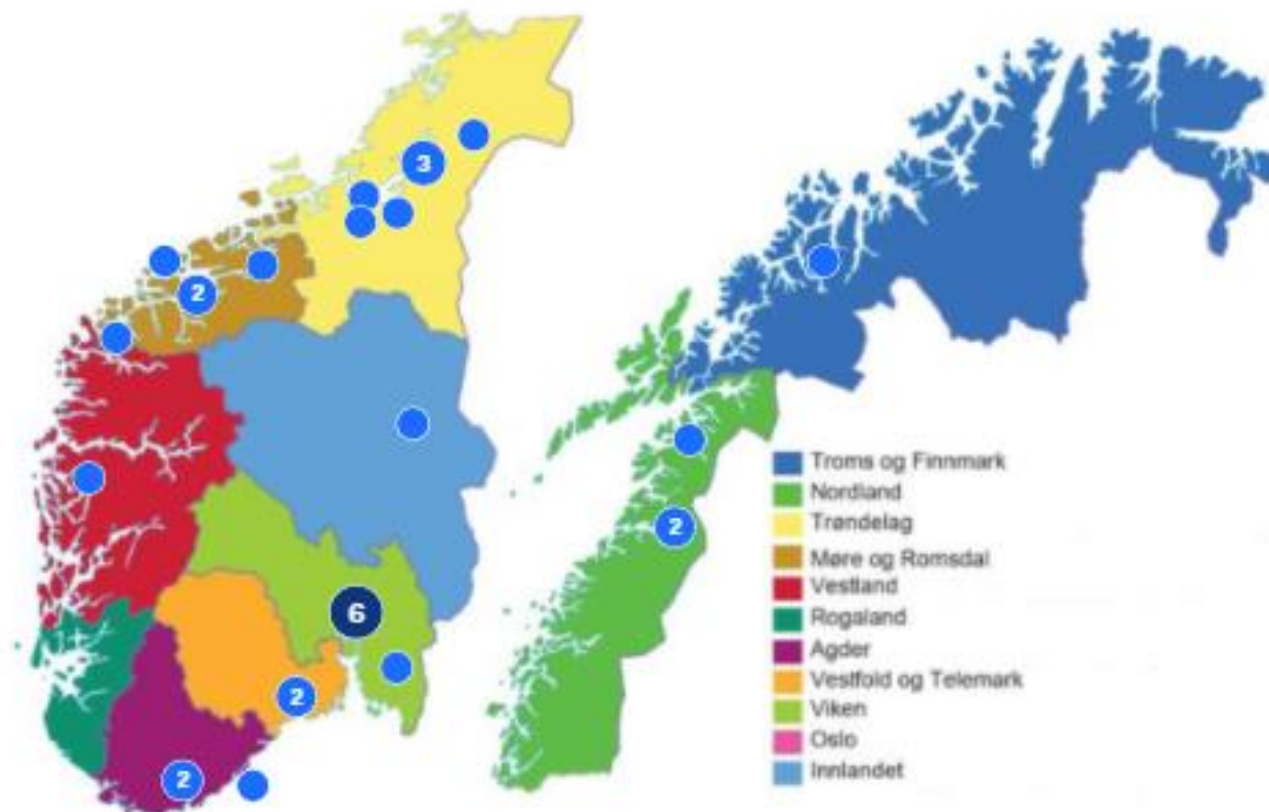 3
2
2
6
2
2
Troms og Finnmark
Nordland
Trøndelag
Møre og Romsdal
Vestland
Rogaland
Agder
Vestfold og Telemark
Viken
Oslo
Innlandet